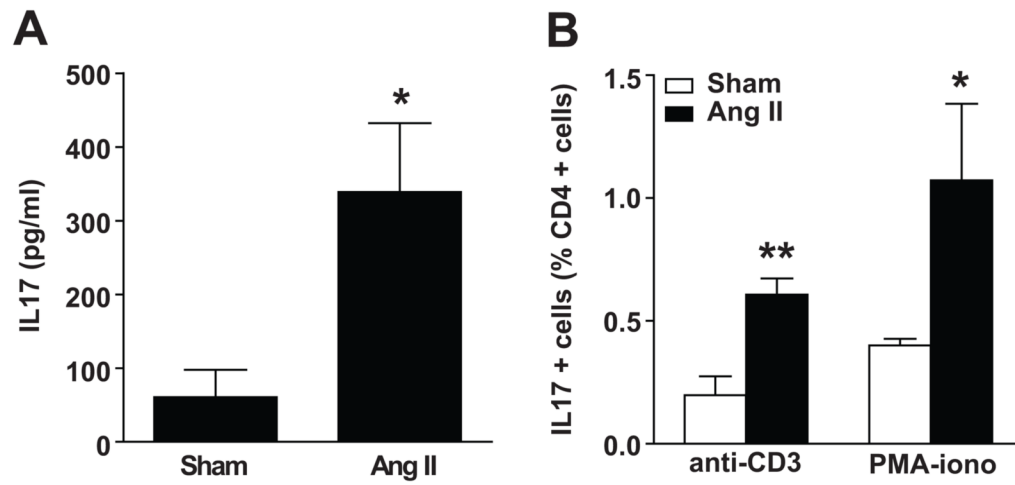 A
IL17 (pg/ml)
500
400
300
200
100
0
*
Sham
Ang II
B
IL17 + cells (% CD4 + cells)
1.5
1.0
0.5
0.0
Sham
Ang II
**
*
anti-CD3
PMA-iono